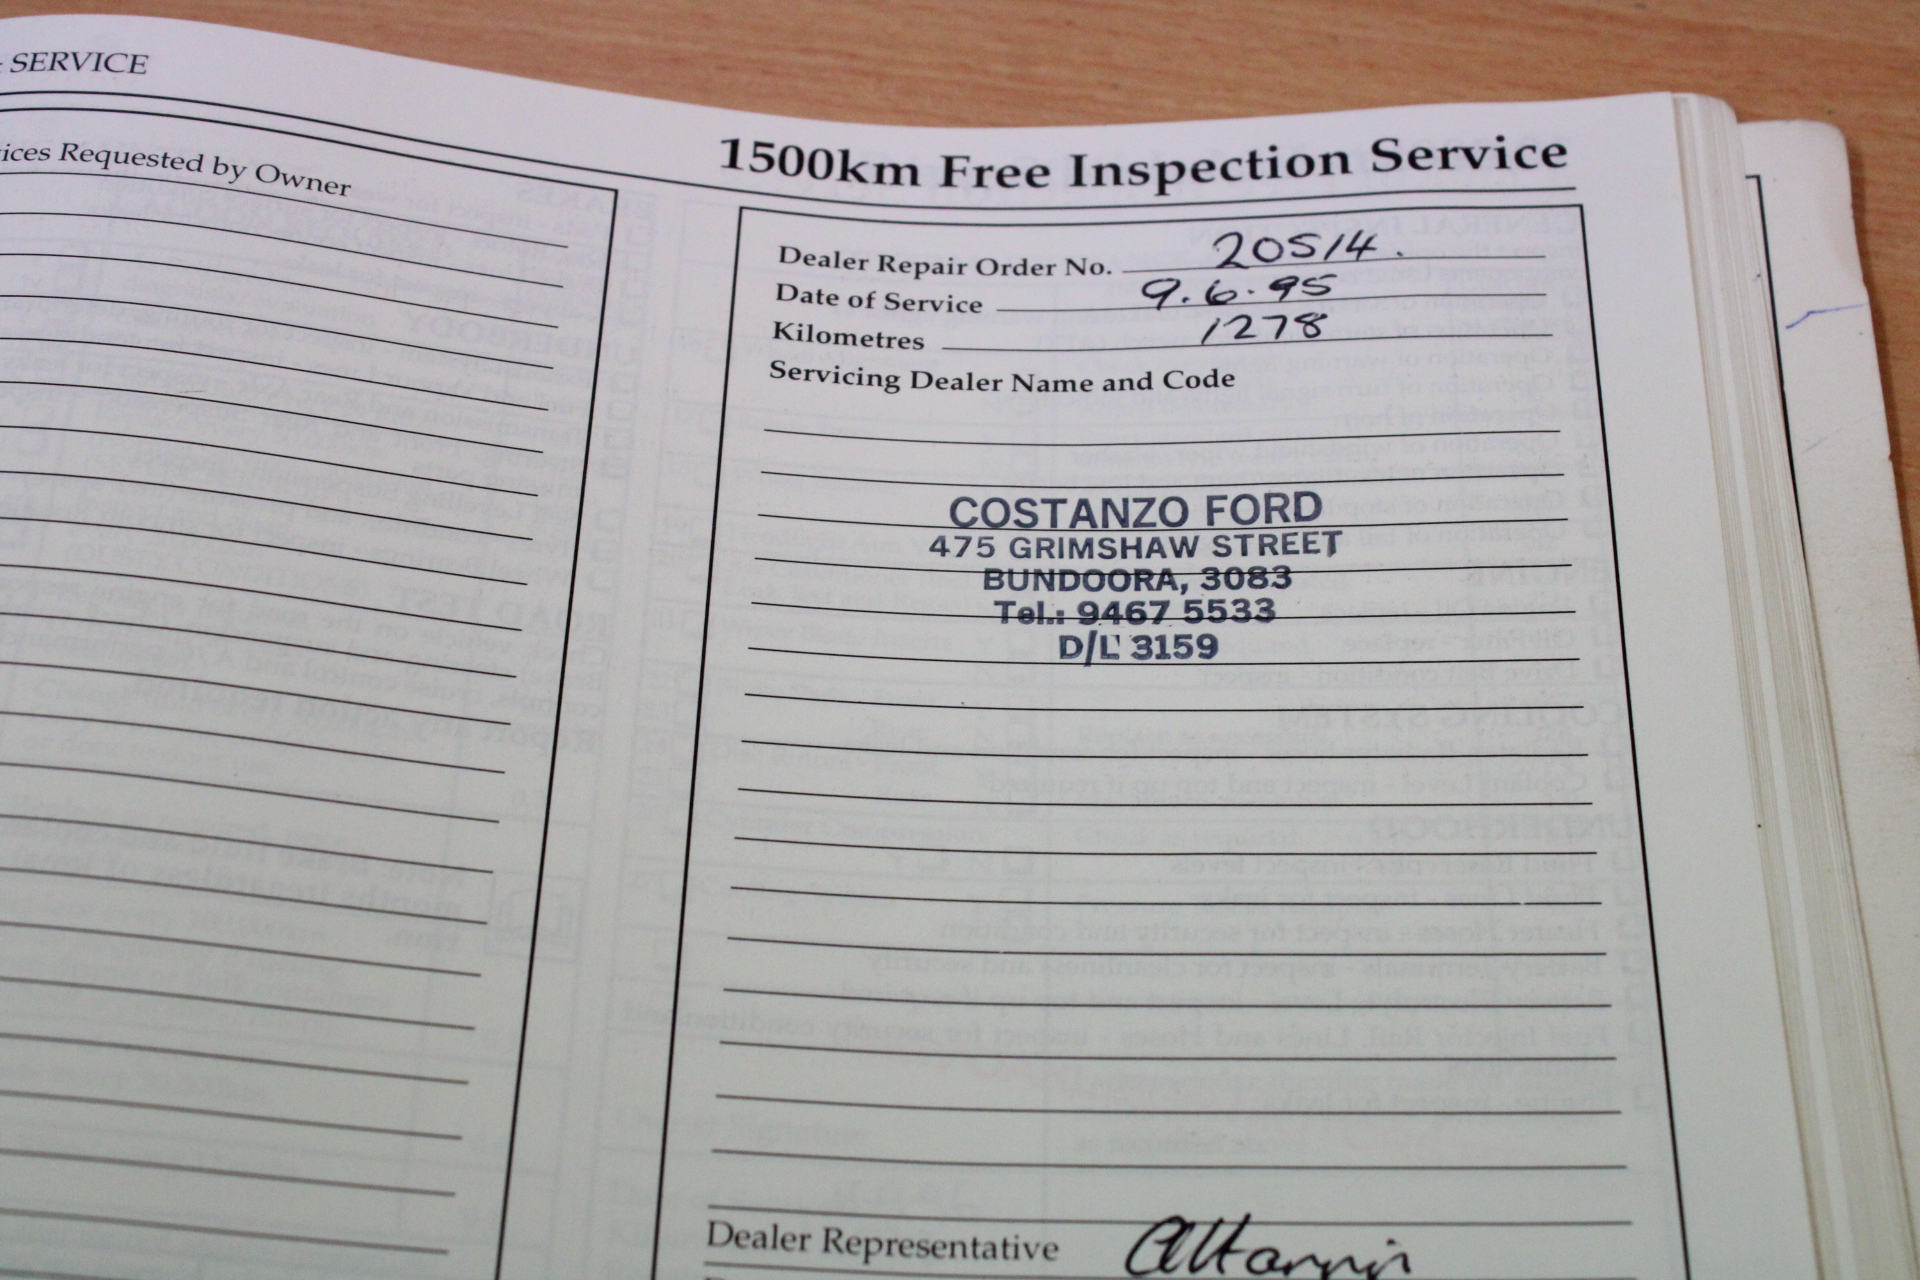 SERVICE
ices Requested by Owner
1500km Free Inspection Service
Dealer Repair Order No. 20514.
Date of Service 9.6.95
Kilometres 1278
Servicing Dealer Name and Code
COSTANZO FORD
475 GRIMSHAW STREET
BUNDOORA, 3083
Tel.: 9467 5533
D/L 3159
Dealer Representative